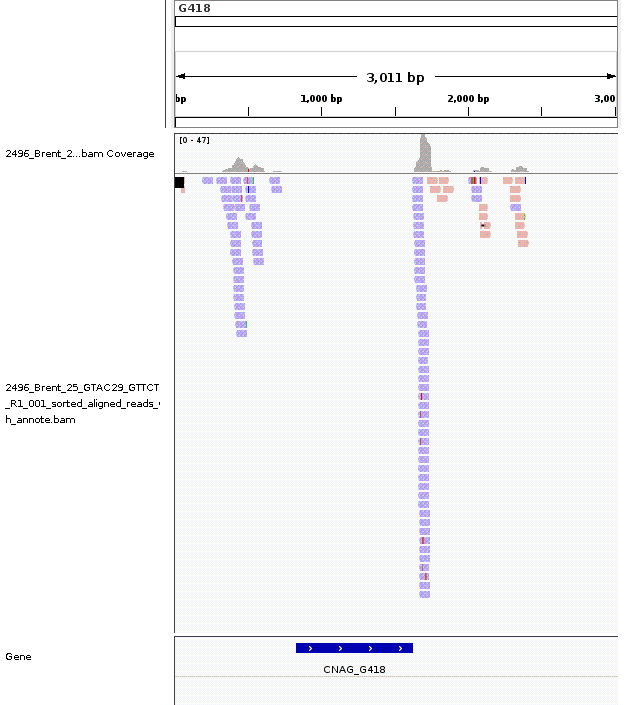 G418
3,011 bp
bp 1,000 bp 2,000 bp 3,00
[0 - 47]
2496_Brent_2...bam Coverage
2496_Brent_25_GTAC29_GTTCT
_R1_001_sorted_aligned_reads_
h_annote.bam
Gene
CNAG_G418